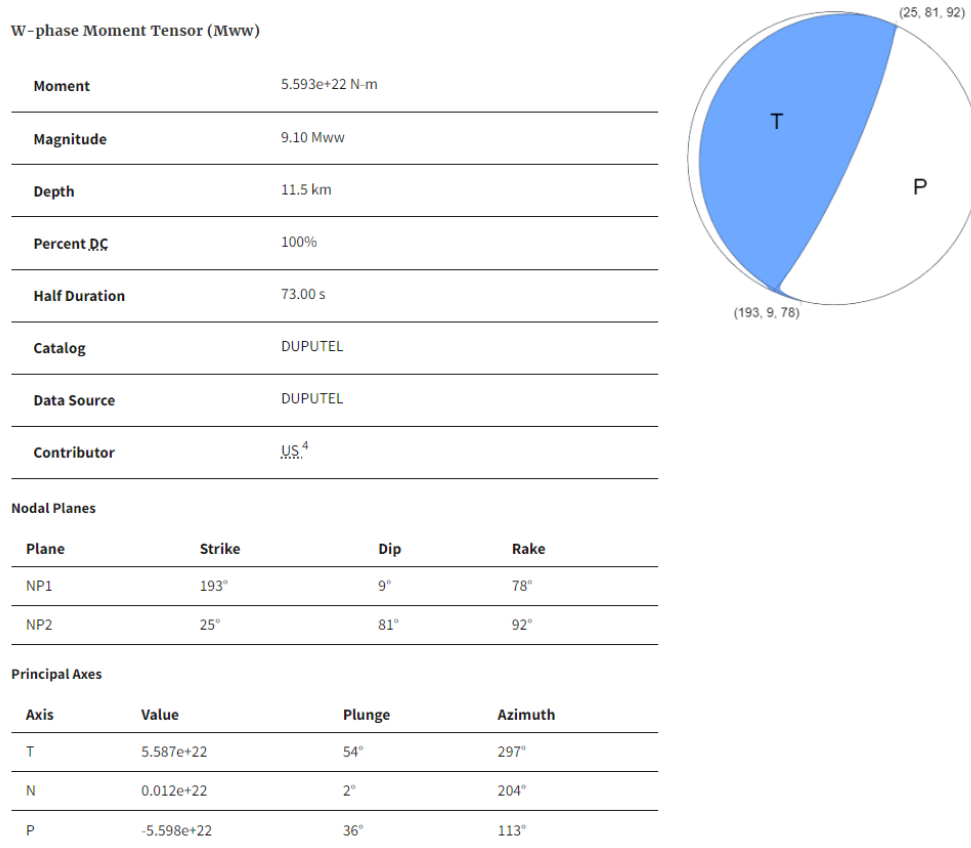 W-phase Moment Tensor (Mww)
Moment 5.593e+22 N-m
Magnitude 9.10 Mww
Depth 11.5 km
Percent DC 100%
Half Duration 73.00 s
Catalog DUPUTEL
Data Source DUPUTEL
Contributor US 4
(25, 81, 92)
T
P
(193, 9, 78)
Nodal Planes
Plane Strike Dip Rake
NP1 193° 9° 78°
NP2 25° 81° 92°
Principal Axes
Axis Value Plunge Azimuth
T 5.587e+22 54° 297°
N 0.012e+22 2° 204°
P -5.598e+22 36° 113°